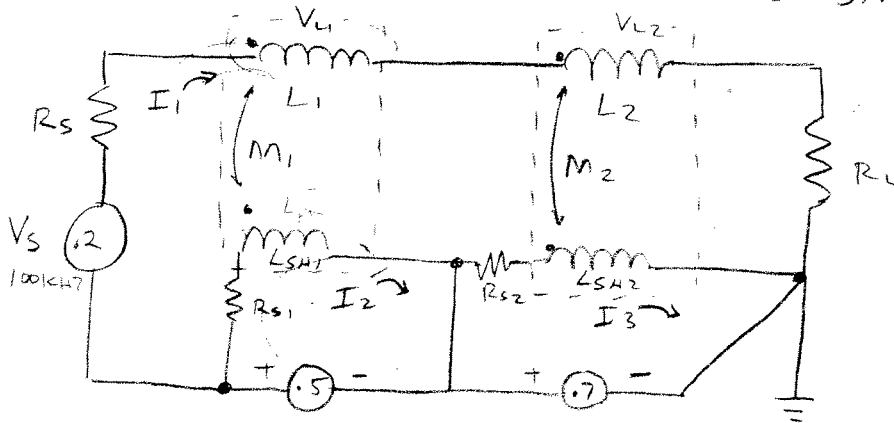 VL1
VL2
I1
L1
L2
RS
M1
M2
RL
VS
.2
100KHZ
LSH1
RS2
LSH2
RS1
I2
I3
+ .5 -
+ .7 -